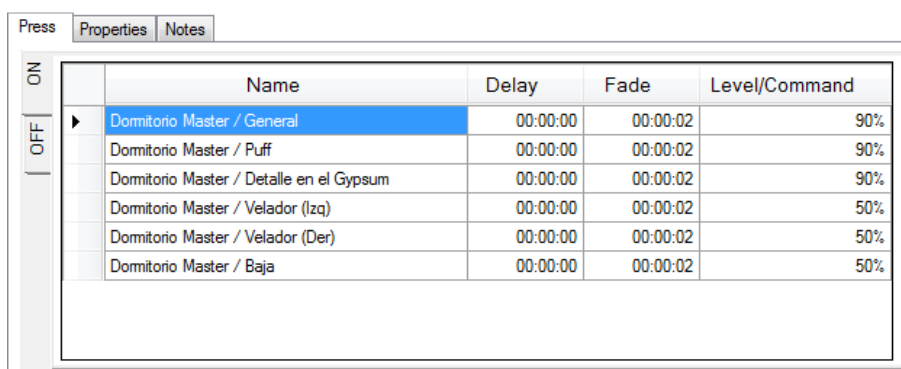 Press Properties Notes
ON
OFF
Name Delay Fade Level/Command
Dormitorio Master / General 00:00:00 00:00:02 90%
Dormitorio Master / Puff 00:00:00 00:00:02 90%
Dormitorio Master / Detalle en el Gypsum 00:00:00 00:00:02 90%
Dormitorio Master / Velador (Izq) 00:00:00 00:00:02 50%
Dormitorio Master / Velador (Der) 00:00:00 00:00:02 50%
Dormitorio Master / Baja 00:00:00 00:00:02 50%